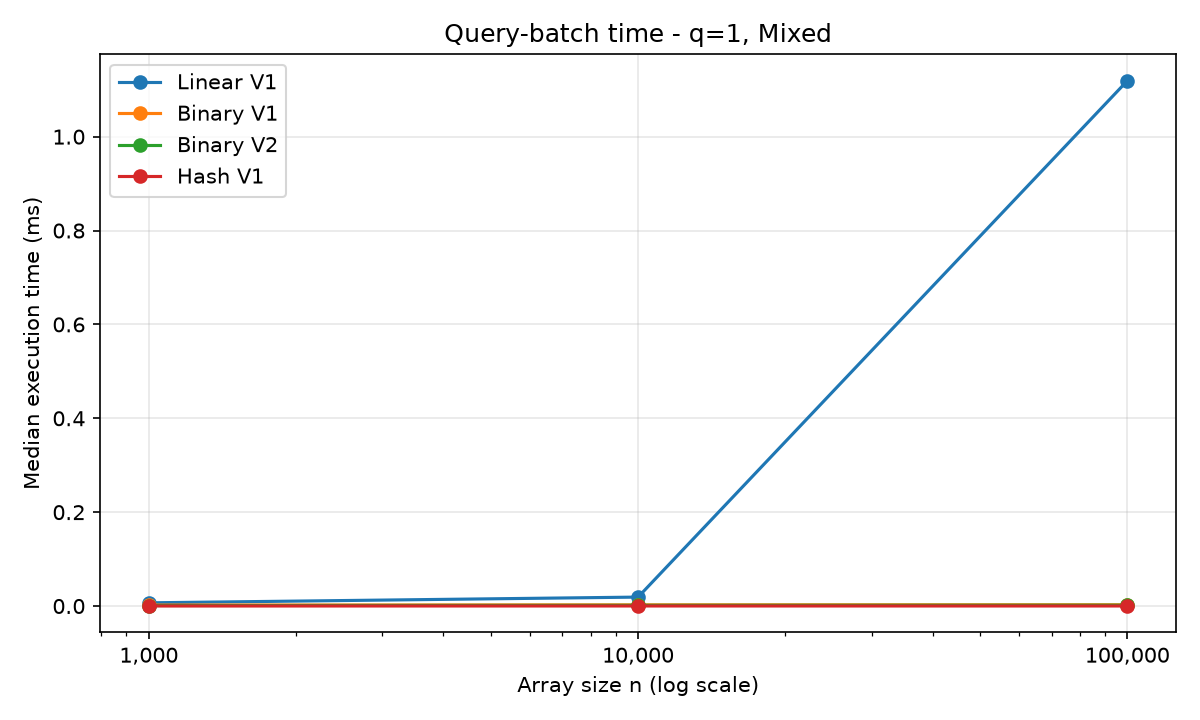 Query-batch time - q=1, Mixed
Linear V1
Binary V1
Binary V2
Hash V1
Median execution time (ms)
1.0
0.8
0.6
0.4
0.2
0.0
1,000
10,000
100,000
Array size n (log scale)